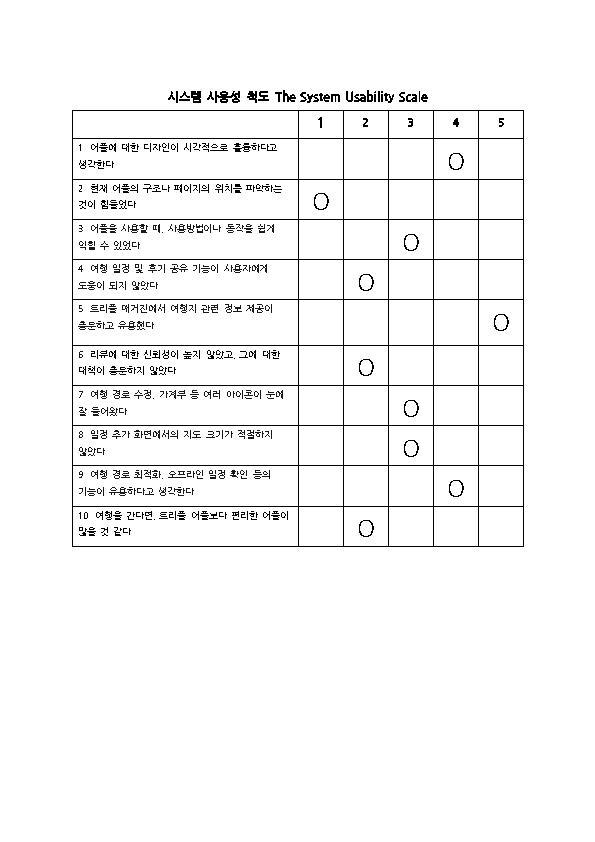 시스템 사용성 척도 The System Usability Scale
1 2 3 4 5
1 어플에 대한 디자인이 시각적으로 훌륭하다고
생각한다
O
2 현재 어플의 구조나 페이지의 위치를 파악하는
것이 힘들었다
O
3 어플을 사용할 때, 사용방법이나 동작을 쉽게
익힐 수 있었다
O
4 여행 일정 및 후기 공유 기능이 사용자에게
도움이 되지 않았다
O
5 트리플 매거진에서 여행지 관련 정보 제공이
충분하고 유용했다
O
6 리뷰에 대한 신뢰성이 높지 않았고, 그에 대한
대책이 충분하지 않았다
O
7 여행 경로 수정, 가계부 등 여러 아이콘이 눈에
잘 들어왔다
O
8 일정 추가 화면에서의 지도 크기가 적절하지
않았다
O
9 여행 경로 최적화, 오프라인 일정 확인 등의
기능이 유용하다고 생각한다
O
10 여행을 간다면, 트리플 어플보다 편리한 어플이
많을 것 같다
O